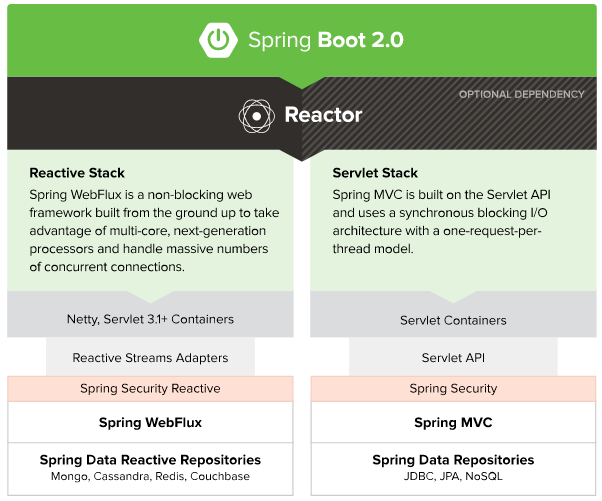 Spring Boot 2.0
OPTIONAL DEPENDENCY
Reactor
Reactive Stack
Spring WebFlux is a non-blocking web
framework built from the ground up to take
advantage of multi-core, next-generation
processors and handle massive numbers
of concurrent connections.
Netty, Servlet 3.1+ Containers
Reactive Streams Adapters
Spring Security Reactive
Spring WebFlux
Spring Data Reactive Repositories
Mongo, Cassandra, Redis, Couchbase
Servlet Stack
Spring MVC is built on the Servlet API
and uses a synchronous blocking I/O
architecture with a one-request-per-
thread model.
Servlet Containers
Servlet API
Spring Security
Spring MVC
Spring Data Repositories
JDBC, JPA, NoSQL